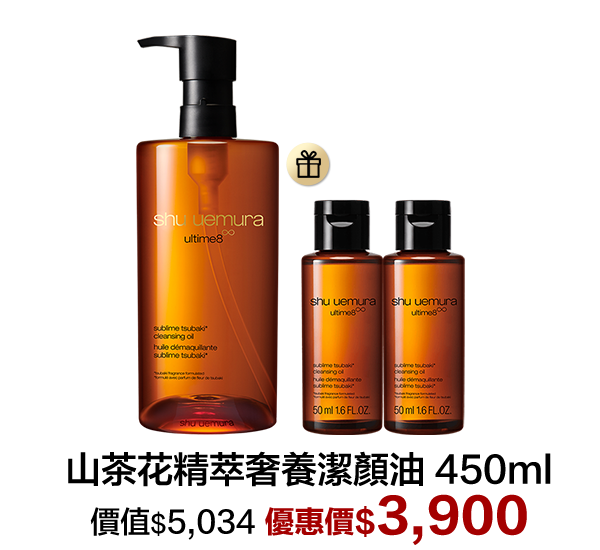 shu uemura
ultime8∞
sublime tsubaki*
cleansing oil
huile démaquillante
sublime tsubaki*
shu uemura
shu uemura
ultime8∞
sublime tsubaki*
cleansing oil
huile démaquillante
sublime tsubaki*
50 ml 1.6 FL.OZ.
shu uemura
ultime8∞
sublime tsubaki*
cleansing oil
huile démaquillante
sublime tsubaki*
50 ml 1.6 FL.OZ.
山茶花精萃奢養潔顏油 450ml
價值$5,034 優惠價$3,900